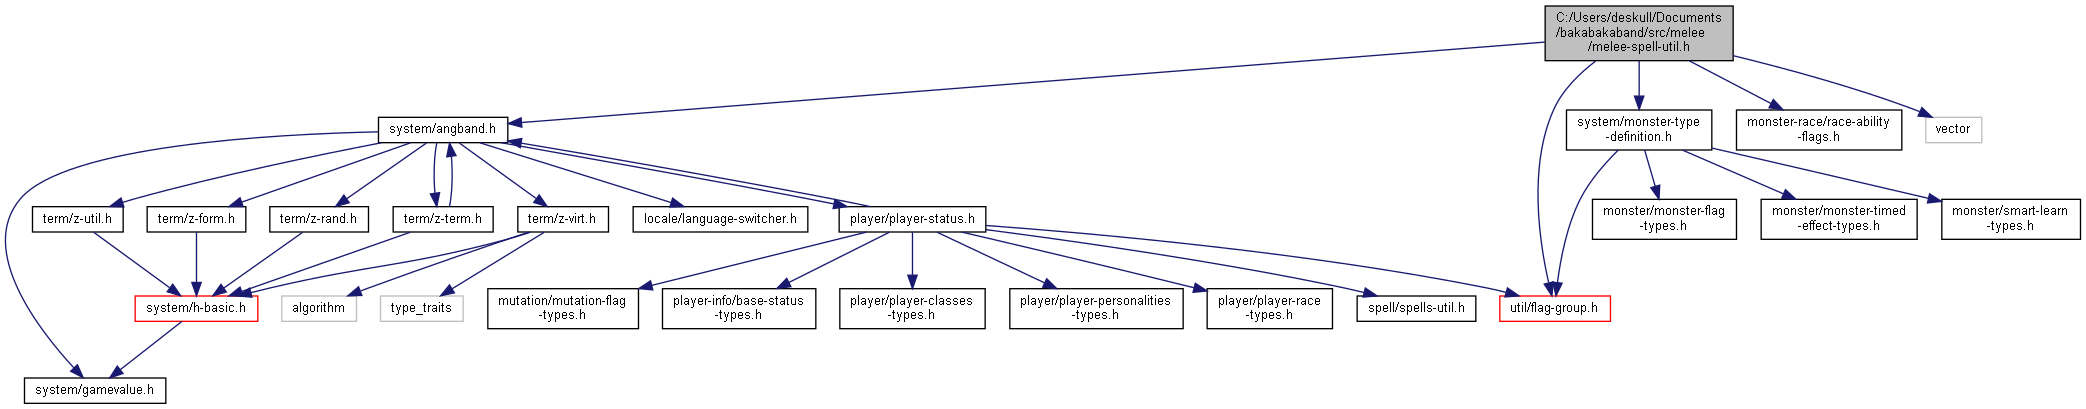 C:/Users/deskull/Documents
/bakabakaband/src/melee
/melee-spell-util.h
system/angband.h
system/monster-type
-definition.h
monster-race/race-ability
-flags.h
vector
term/z-util.h
term/z-form.h
term/z-rand.h
term/z-term.h
term/z-virt.h
locale/language-switcher.h
player/player-status.h
monster/monster-flag
-types.h
monster/monster-timed
-effect-types.h
monster/smart-learn
-types.h
system/h-basic.h
algorithm
type_traits
mutation/mutation-flag
-types.h
player-info/base-status
-types.h
player/player-classes
-types.h
player/player-personalities
-types.h
player/player-race
-types.h
spell/spells-util.h
util/flag-group.h
system/gamevalue.h